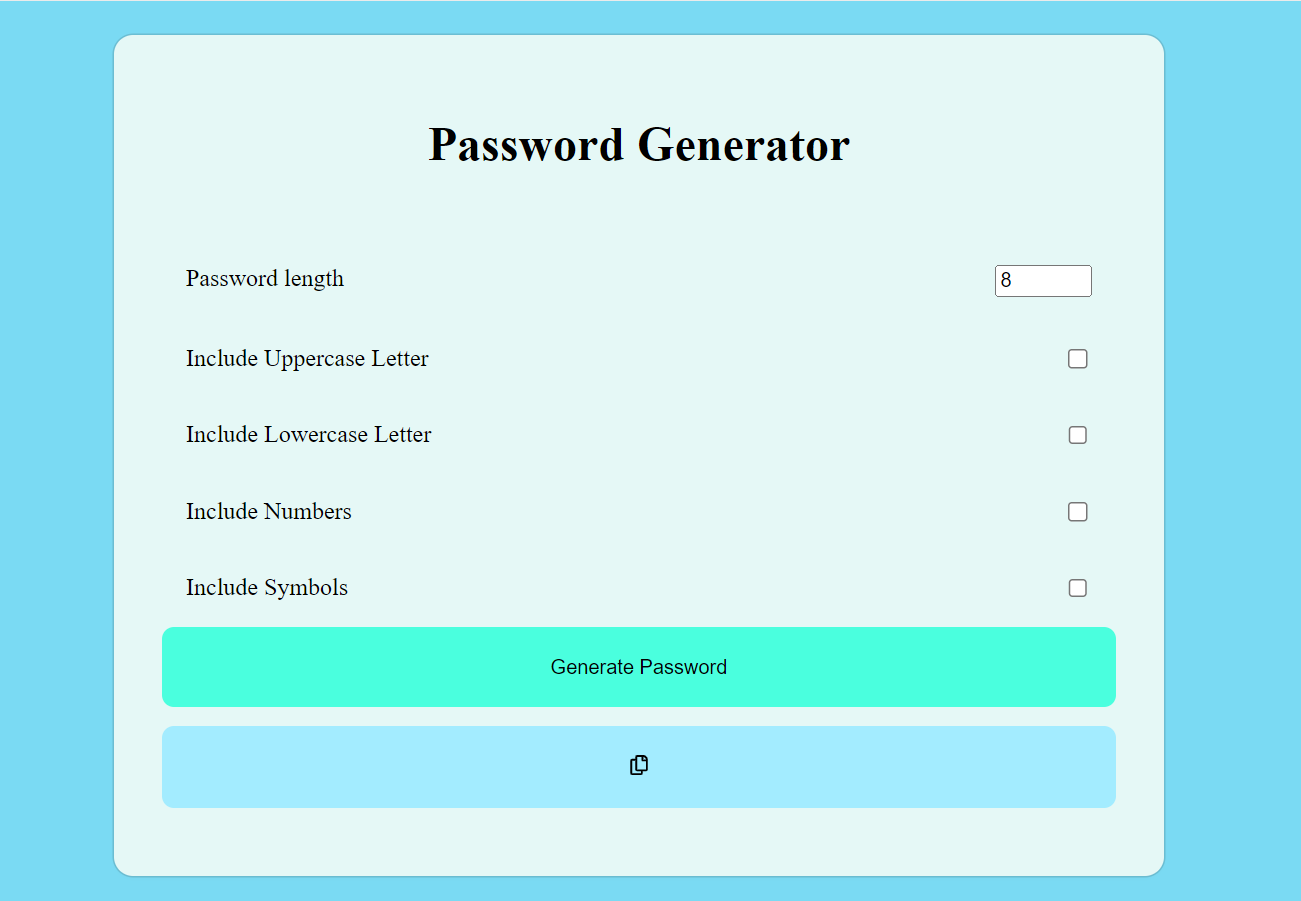 Password Generator
Password length
8
Include Uppercase Letter
Include Lowercase Letter
Include Numbers
Include Symbols
Generate Password